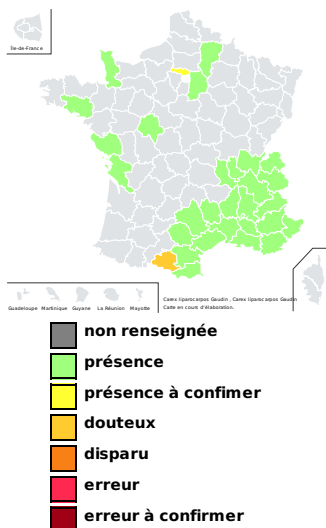 Île-de-France
Guadeloupe Martinique Guyane La Réunion Mayotte
Carex liparocarpos Gaudin , Carex liparocarpos Gaudin
Carte en cours d'élaboration.
non renseignée
présence
présence à confimer
douteux
disparu
erreur
erreur à confirmer